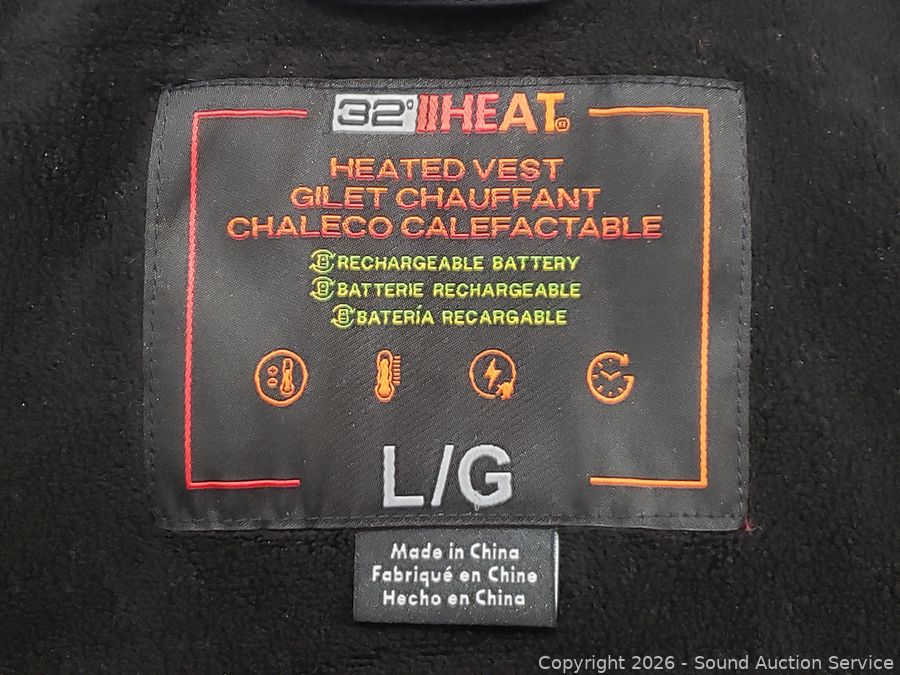 32° HEAT
HEATED VEST
GILET CHAUFFANT
CHALECO CALEFACTABLE
RECHARGEABLE BATTERY
BATTERIE RECHARGEABLE
BATERÍA RECARGABLE
L/G
Made in China
Fabriqué en Chine
Hecho en China
Copyright 2026 - Sound Auction Service